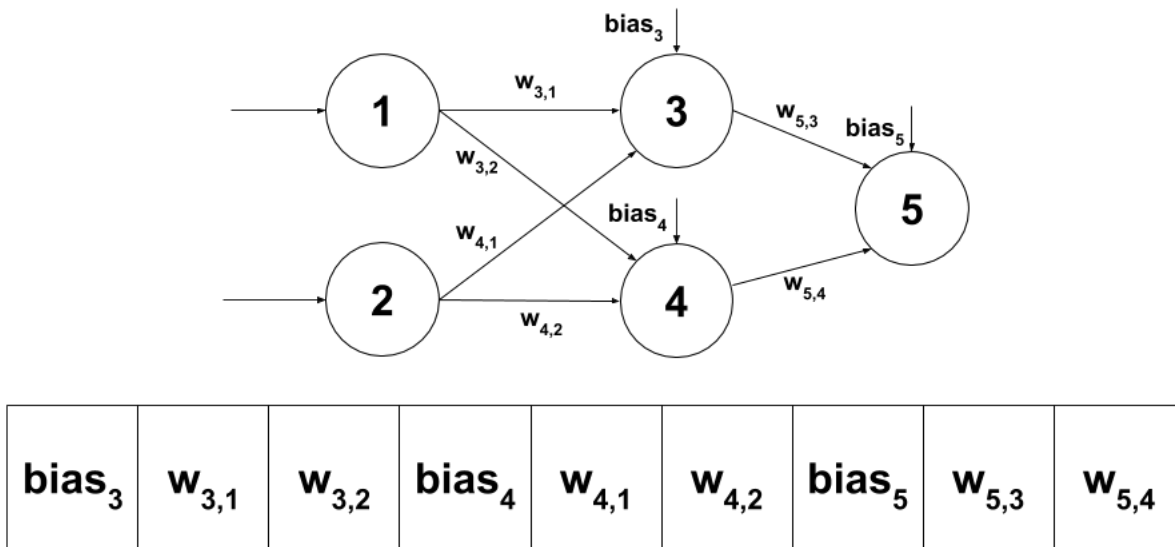 bias₃
1
w₃,₁
3
w₅,₃
bias₅
w₃,₂
5
w₄,₁
bias₄
2
w₄,₂
4
w₅,₄
bias₃ w₃,₁ w₃,₂ bias₄ w₄,₁ w₄,₂ bias₅ w₅,₃ w₅,₄